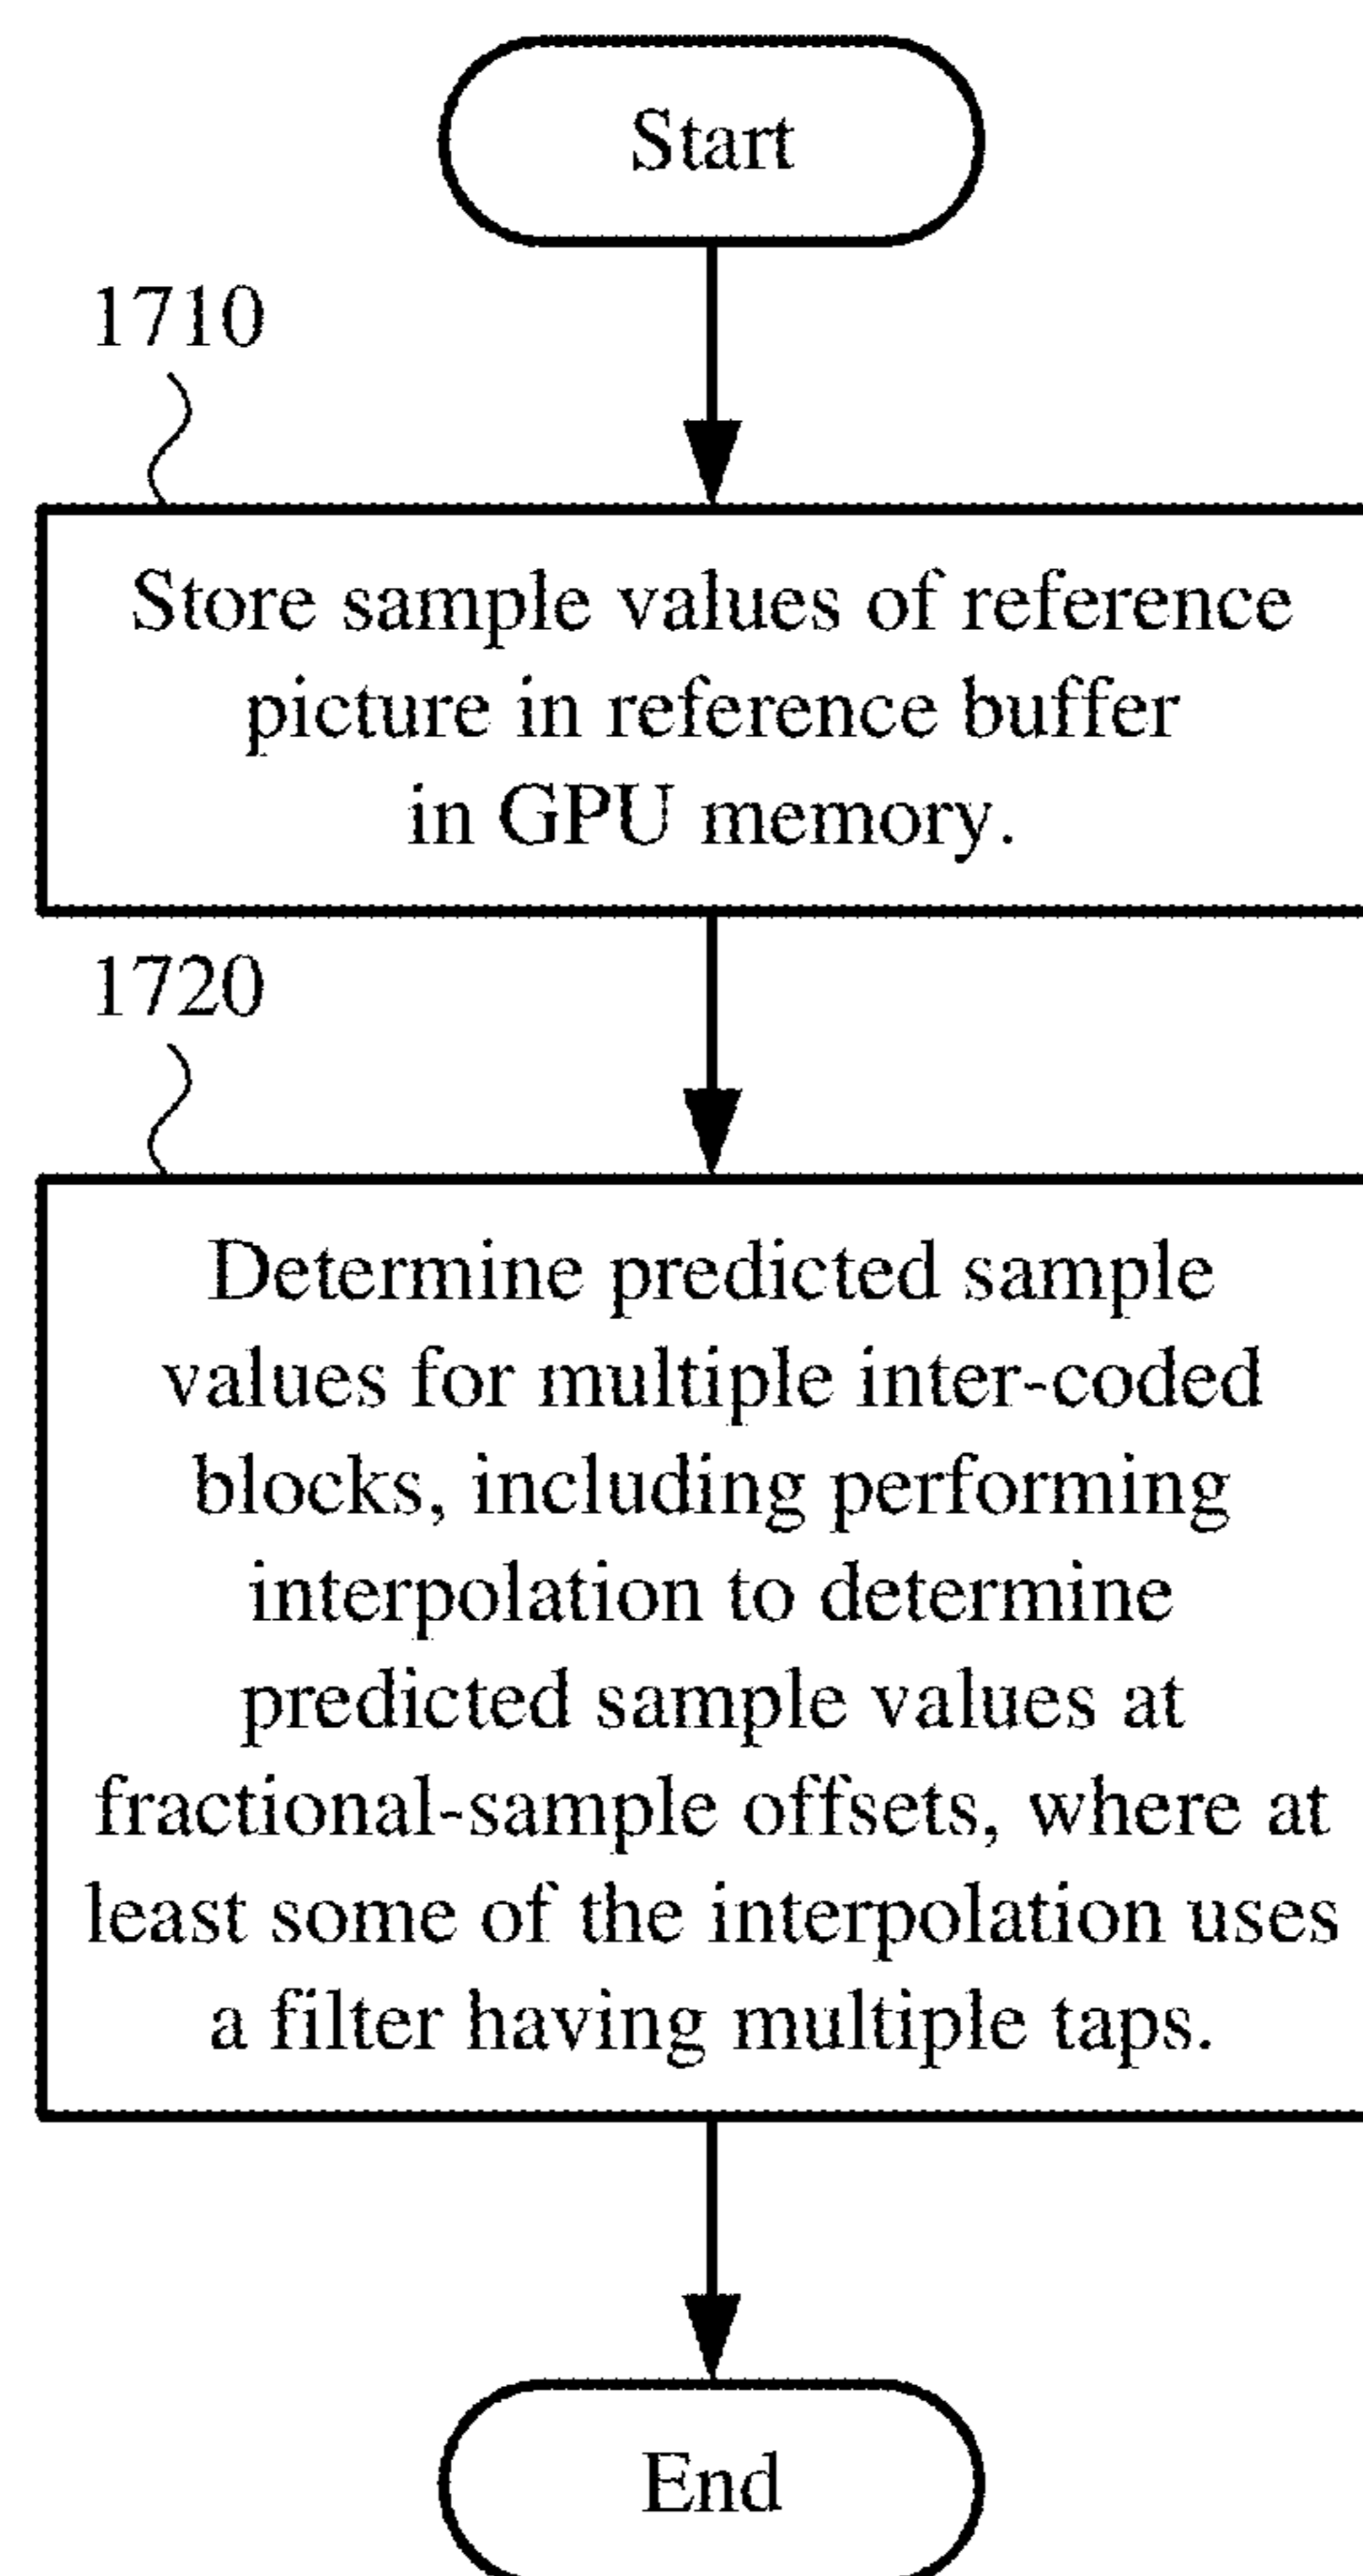 Start
1710
Store sample values of reference
picture in reference buffer
in GPU memory.
1720
Determine predicted sample
values for multiple inter-coded
blocks, including performing
interpolation to determine
predicted sample values at
fractional-sample offsets, where at
least some of the interpolation uses
a filter having multiple taps.
End